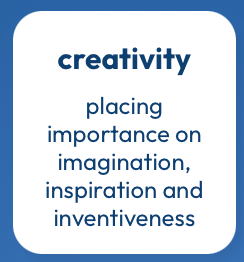 creativity
placing
importance on
imagination,
inspiration and
inventiveness